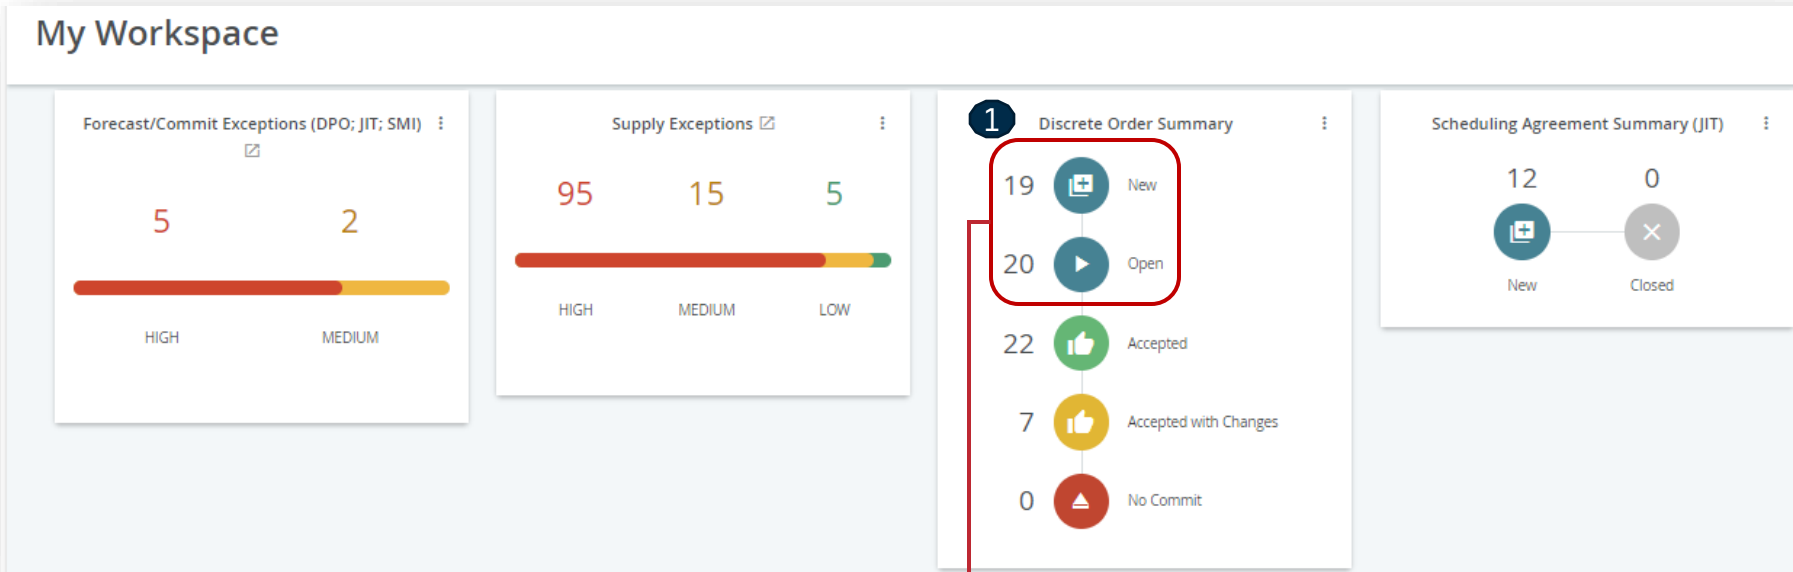 My Workspace
Forecast/Commit Exceptions (DPO; JIT; SMI)
5 2
HIGH MEDIUM
Supply Exceptions
95 15 5
HIGH MEDIUM LOW
1
Discrete Order Summary
19 New
20 Open
22 Accepted
7 Accepted with Changes
0 No Commit
Scheduling Agreement Summary (JIT)
12 0
New Closed